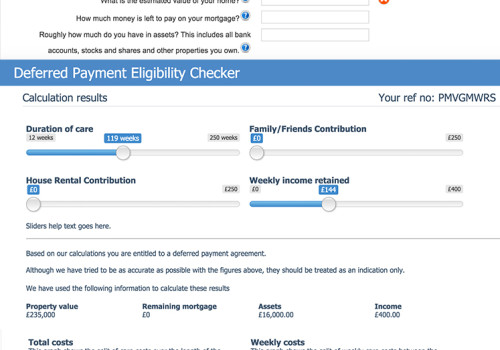 What is the estimated value of your home?
How much money is left to pay on your mortgage?
Roughly how much do you have in assets? This includes all bank
accounts, stocks and shares and other properties you own.
Deferred Payment Eligibility Checker
Calculation results Your ref no: PMVGMWRS
Duration of care Family/Friends Contribution
12 weeks 119 weeks 250 weeks £0 £250
House Rental Contribution Weekly income retained
£0 £250 £0 £144 £400
Sliders help text goes here.
Based on our calculations you are entitled to a deferred payment agreement.
Although we have tried to be as accurate as possible with the figures above, they should be treated as an indication only.
We have used the following information to calculate these results
Property value Remaining mortgage Assets Income
£235,000 £0 £16,000.00 £400.00
Total costs Weekly costs